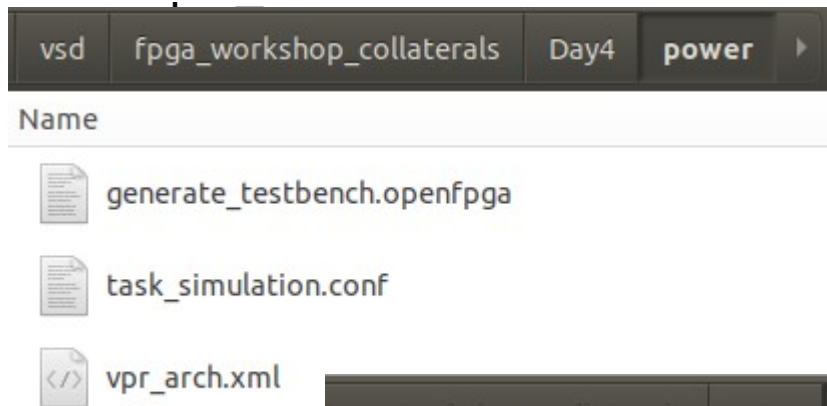 vsd fpga_workshop_collaterals Day4 power
Name
generate_testbench.openfpga
task_simulation.conf
vpr_arch.xml